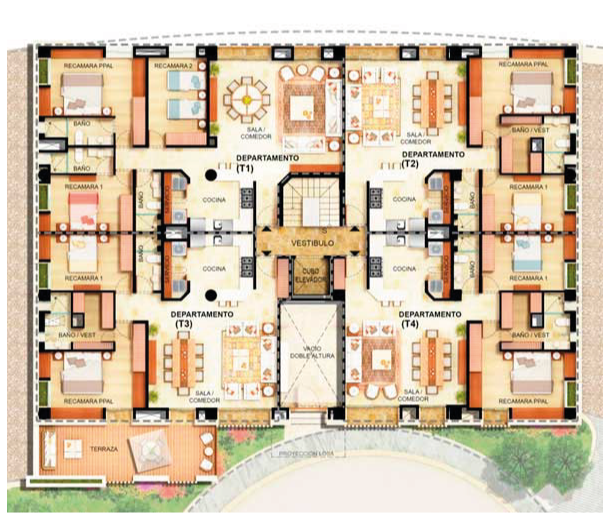 RECAMARA PPAL
RECAMARA 2
RECAMARA PPAL
SALA /
COMEDOR
SALA /
COMEDOR
BAÑO
BAÑO / VEST
BAÑO
DEPARTAMENTO
(T1)
DEPARTAMENTO
(T2)
RECAMARA 1
BAÑO
COCINA
COCINA
BAÑO
RECAMARA 1
VESTIBULO
COCINA
CUBO
ELEVADOR
COCINA
BAÑO
BAÑO
RECAMARA 1
RECAMARA 1
DEPARTAMENTO
(T3)
DEPARTAMENTO
(T4)
BAÑO / VEST
BAÑO / VEST
VACIO
DOBLE ALTURA
RECAMARA PPAL
SALA /
COMEDOR
SALA /
COMEDOR
RECAMARA PPAL
TERRAZA
PROYECCION LOSA